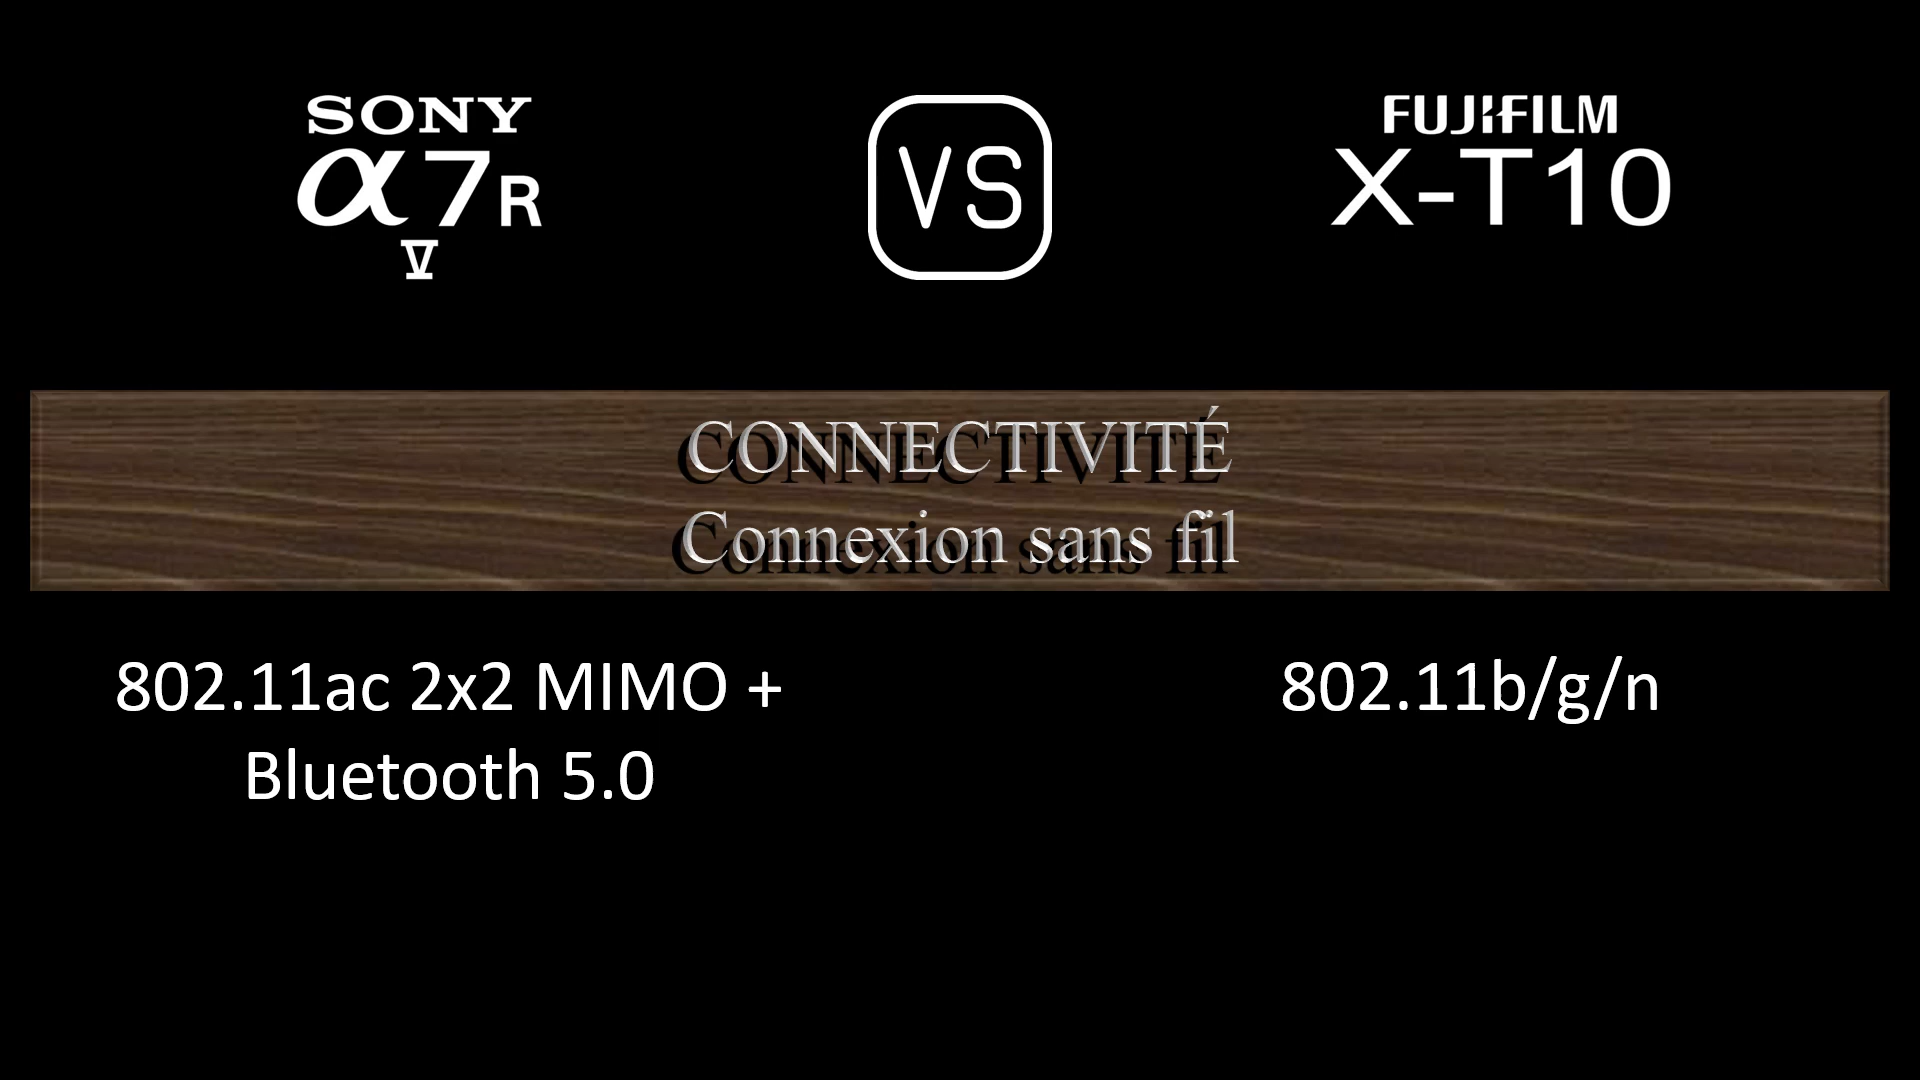 SONY
α7R
V
VS
FUJIFILM
X-T10
CONNECTIVITÉ
Connexion sans fil
802.11ac 2x2 MIMO +
Bluetooth 5.0
802.11b/g/n